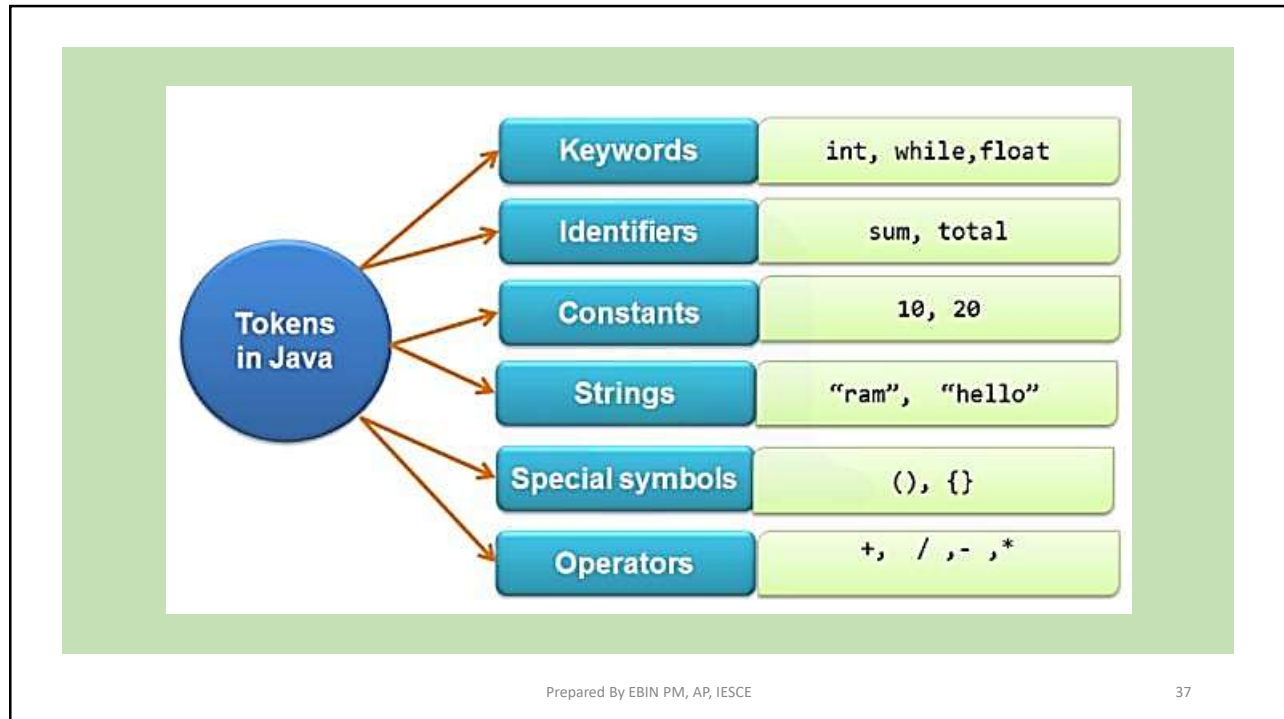 Tokens
in Java
Keywords
int, while,float
Identifiers
sum, total
Constants
10, 20
Strings
“ram”, “hello”
Special symbols
(), {}
Operators
+, / ,- ,*
Prepared By EBIN PM, AP, IESCE
37